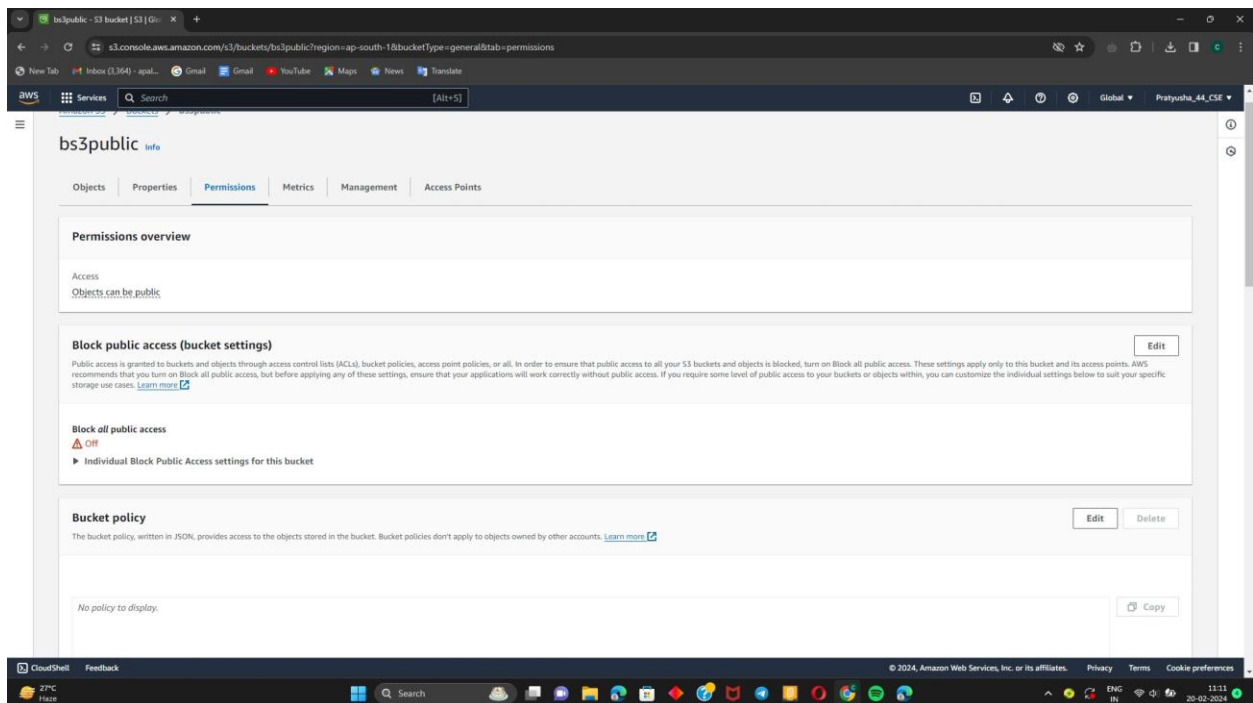 bs3public - S3 bucket | S3 | Glo
s3.console.aws.amazon.com/s3/buckets/bs3public?region=ap-south-1&bucketType=general&tab=permissions
New Tab Inbox (3,364) - apal... Gmail Gmail YouTube Maps News Translate
aws Services Search [Alt+S] Global Pratyusha_44_CSE
Amazon S3 > Buckets > bs3public
bs3public Info
Objects Properties Permissions Metrics Management Access Points
Permissions overview
Access
Objects can be public
Block public access (bucket settings) Edit
Public access is granted to buckets and objects through access control lists (ACLs), bucket policies, access point policies, or all. In order to ensure that public access to all your S3 buckets and objects is blocked, turn on Block all public access. These settings apply only to this bucket and its access points. AWS
recommends that you turn on Block all public access, but before applying any of these settings, ensure that your applications will work correctly without public access. If you require some level of public access to your buckets or objects within, you can customize the individual settings below to suit your specific
storage use cases. Learn more
Block all public access
Off
Individual Block Public Access settings for this bucket
Bucket policy Edit Delete
The bucket policy, written in JSON, provides access to the objects stored in the bucket. Bucket policies don't apply to objects owned by other accounts. Learn more
No policy to display. Copy
CloudShell Feedback © 2024, Amazon Web Services, Inc. or its affiliates. Privacy Terms Cookie preferences
27°C Search ENG 11:11
Haze IN 20-02-2024